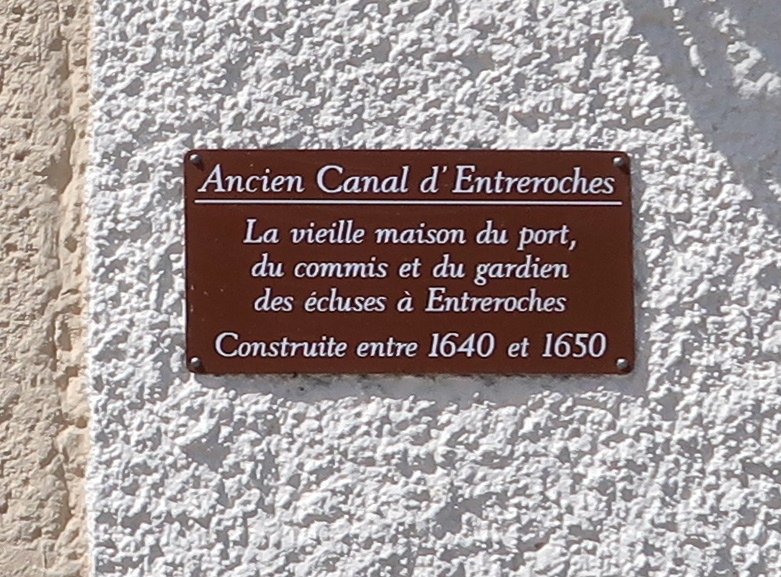 Ancien Canal d'Entreroches
La vieille maison du port,
du commis et du gardien
des écluses à Entreroches
Construite entre 1640 et 1650